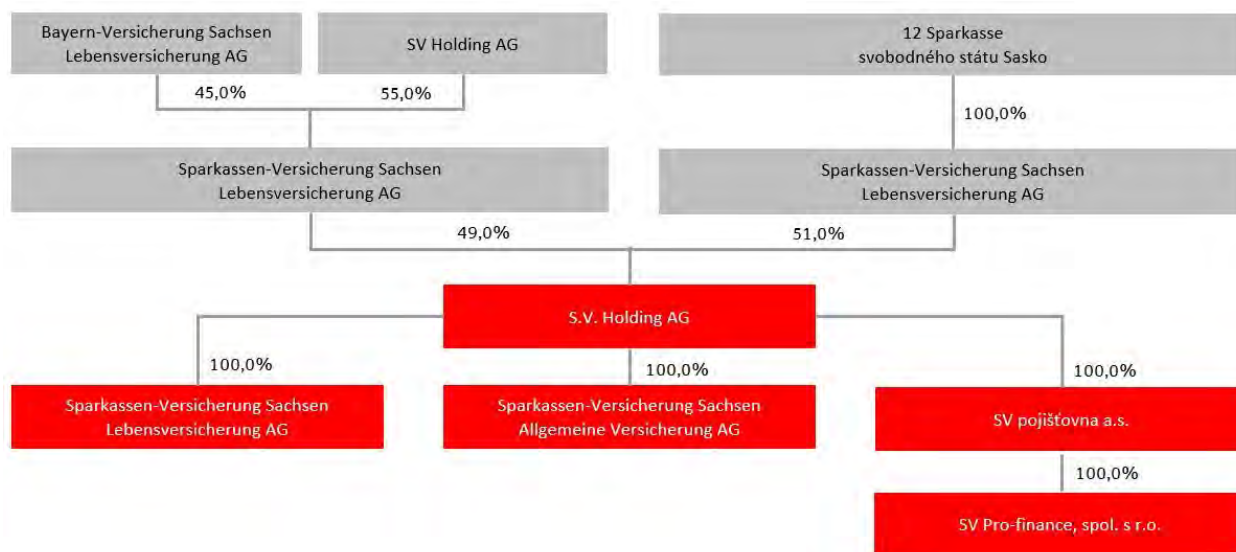 Bayern-Versicherung Sachsen
Lebensversicherung AG
SV Holding AG
12 Sparkasse
svobodného státu Sasko
45,0%
55,0%
100,0%
Sparkassen-Versicherung Sachsen
Lebensversicherung AG
Sparkassen-Versicherung Sachsen
Lebensversicherung AG
49,0%
51,0%
S.V. Holding AG
100,0%
100,0%
100,0%
Sparkassen-Versicherung Sachsen
Lebensversicherung AG
Sparkassen-Versicherung Sachsen
Allgemeine Versicherung AG
SV pojišťovna a.s.
100,0%
SV Pro-finance, spol. s r.o.